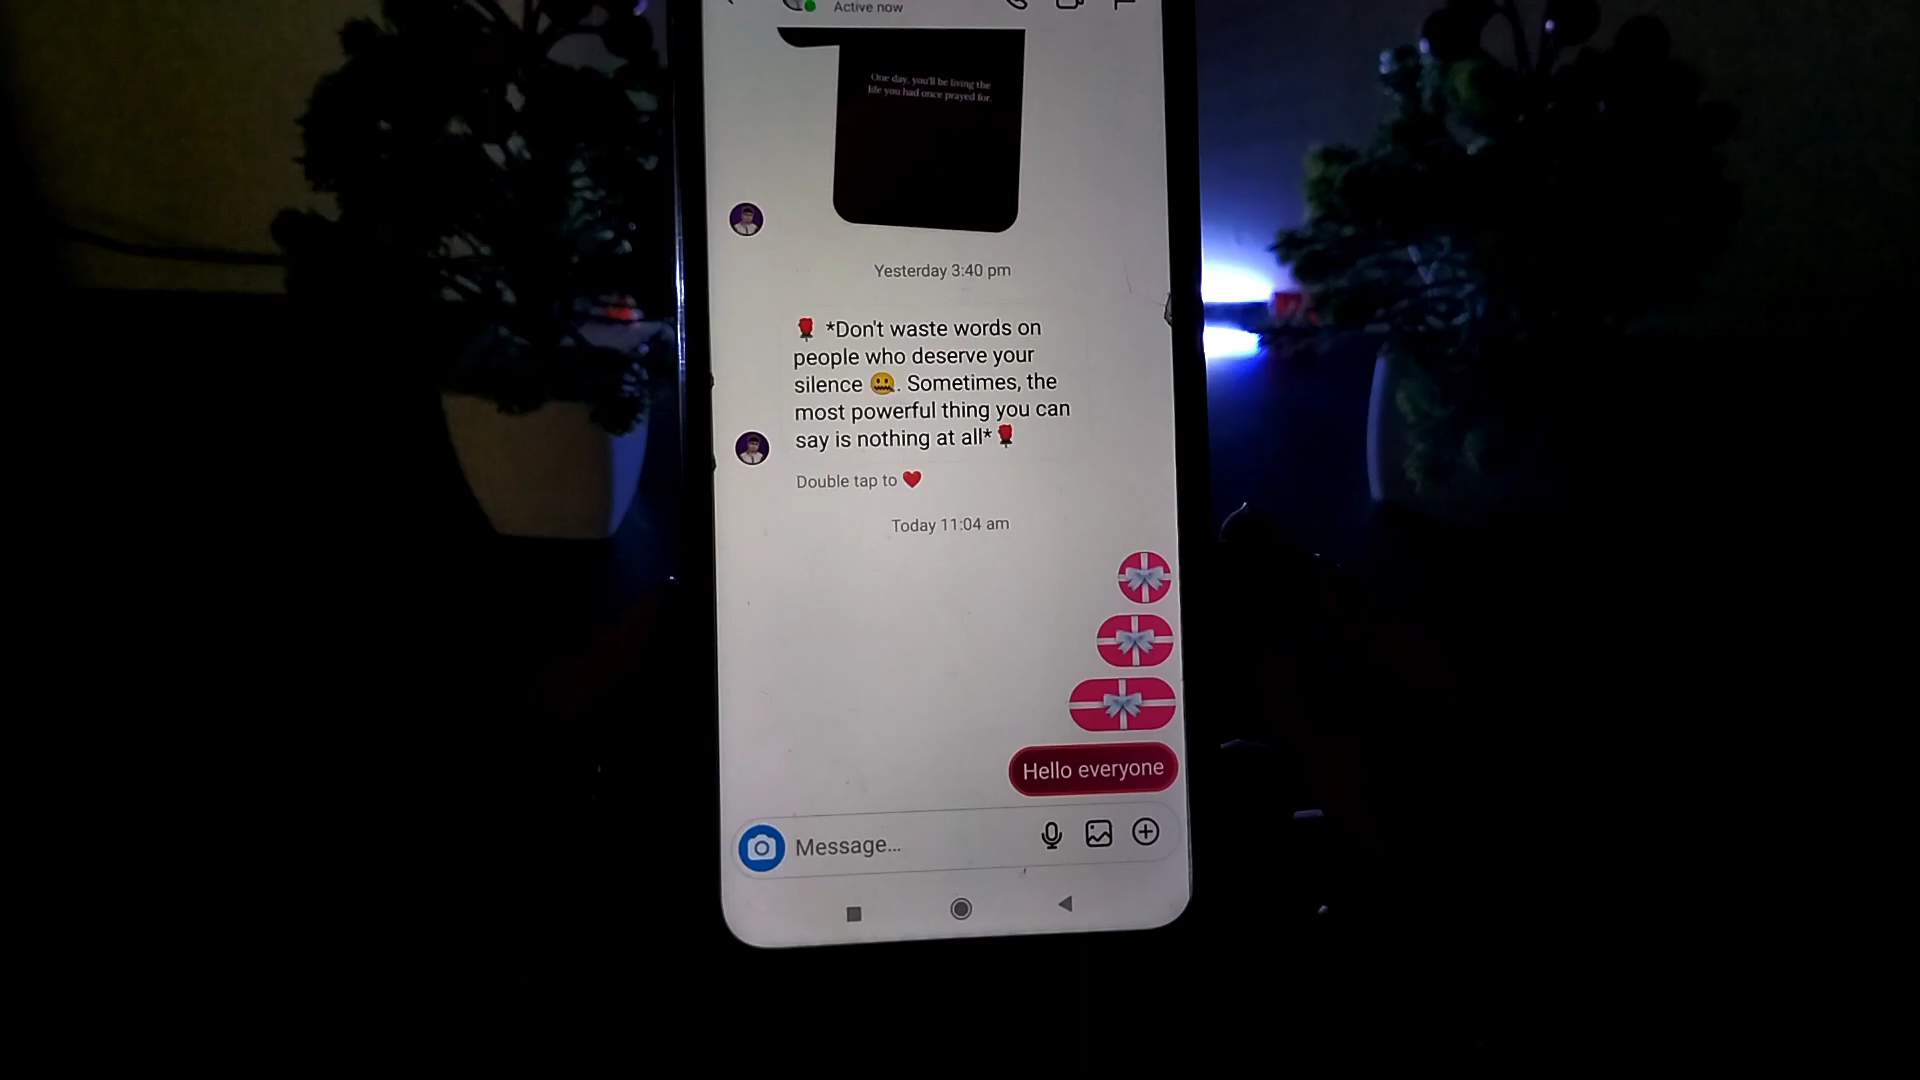 Active now
One day, you'll be living the
life you had once prayed for.
Yesterday 3:40 pm
🌹 *Don't waste words on
people who deserve your
silence 🤐. Sometimes, the
most powerful thing you can
say is nothing at all*🌹
Double tap to ❤️
Today 11:04 am
Hello everyone
Message...